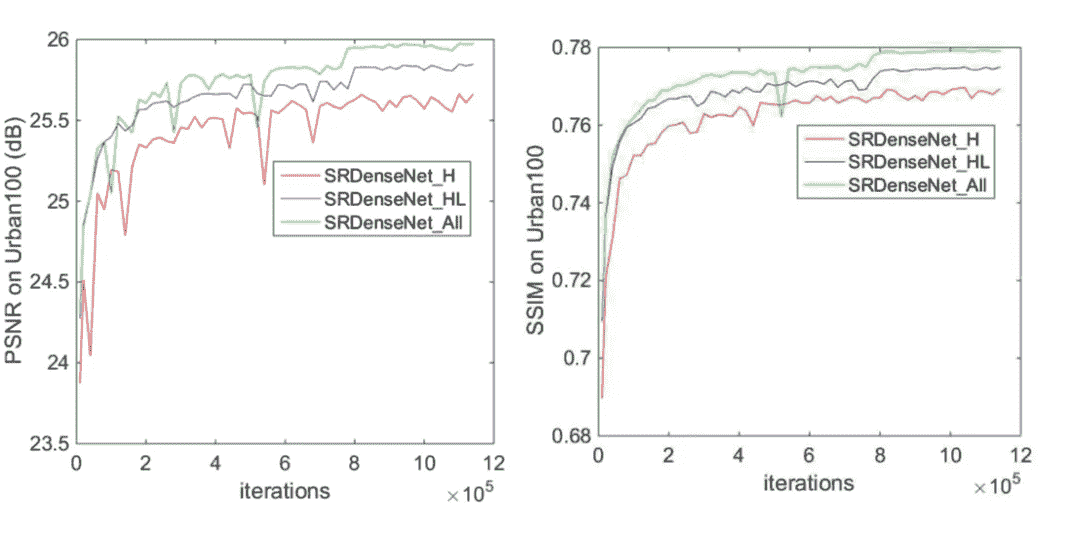 26
25.5
25
24.5
24
23.5
PSNR on Urban100 (dB)
SRDenseNet_H
SRDenseNet_HL
SRDenseNet_All
0 2 4 6 8 10 12
iterations
×10⁵
0.78
0.76
0.74
0.72
0.7
0.68
SSIM on Urban100
SRDenseNet_H
SRDenseNet_HL
SRDenseNet_All
0 2 4 6 8 10 12
iterations
×10⁵